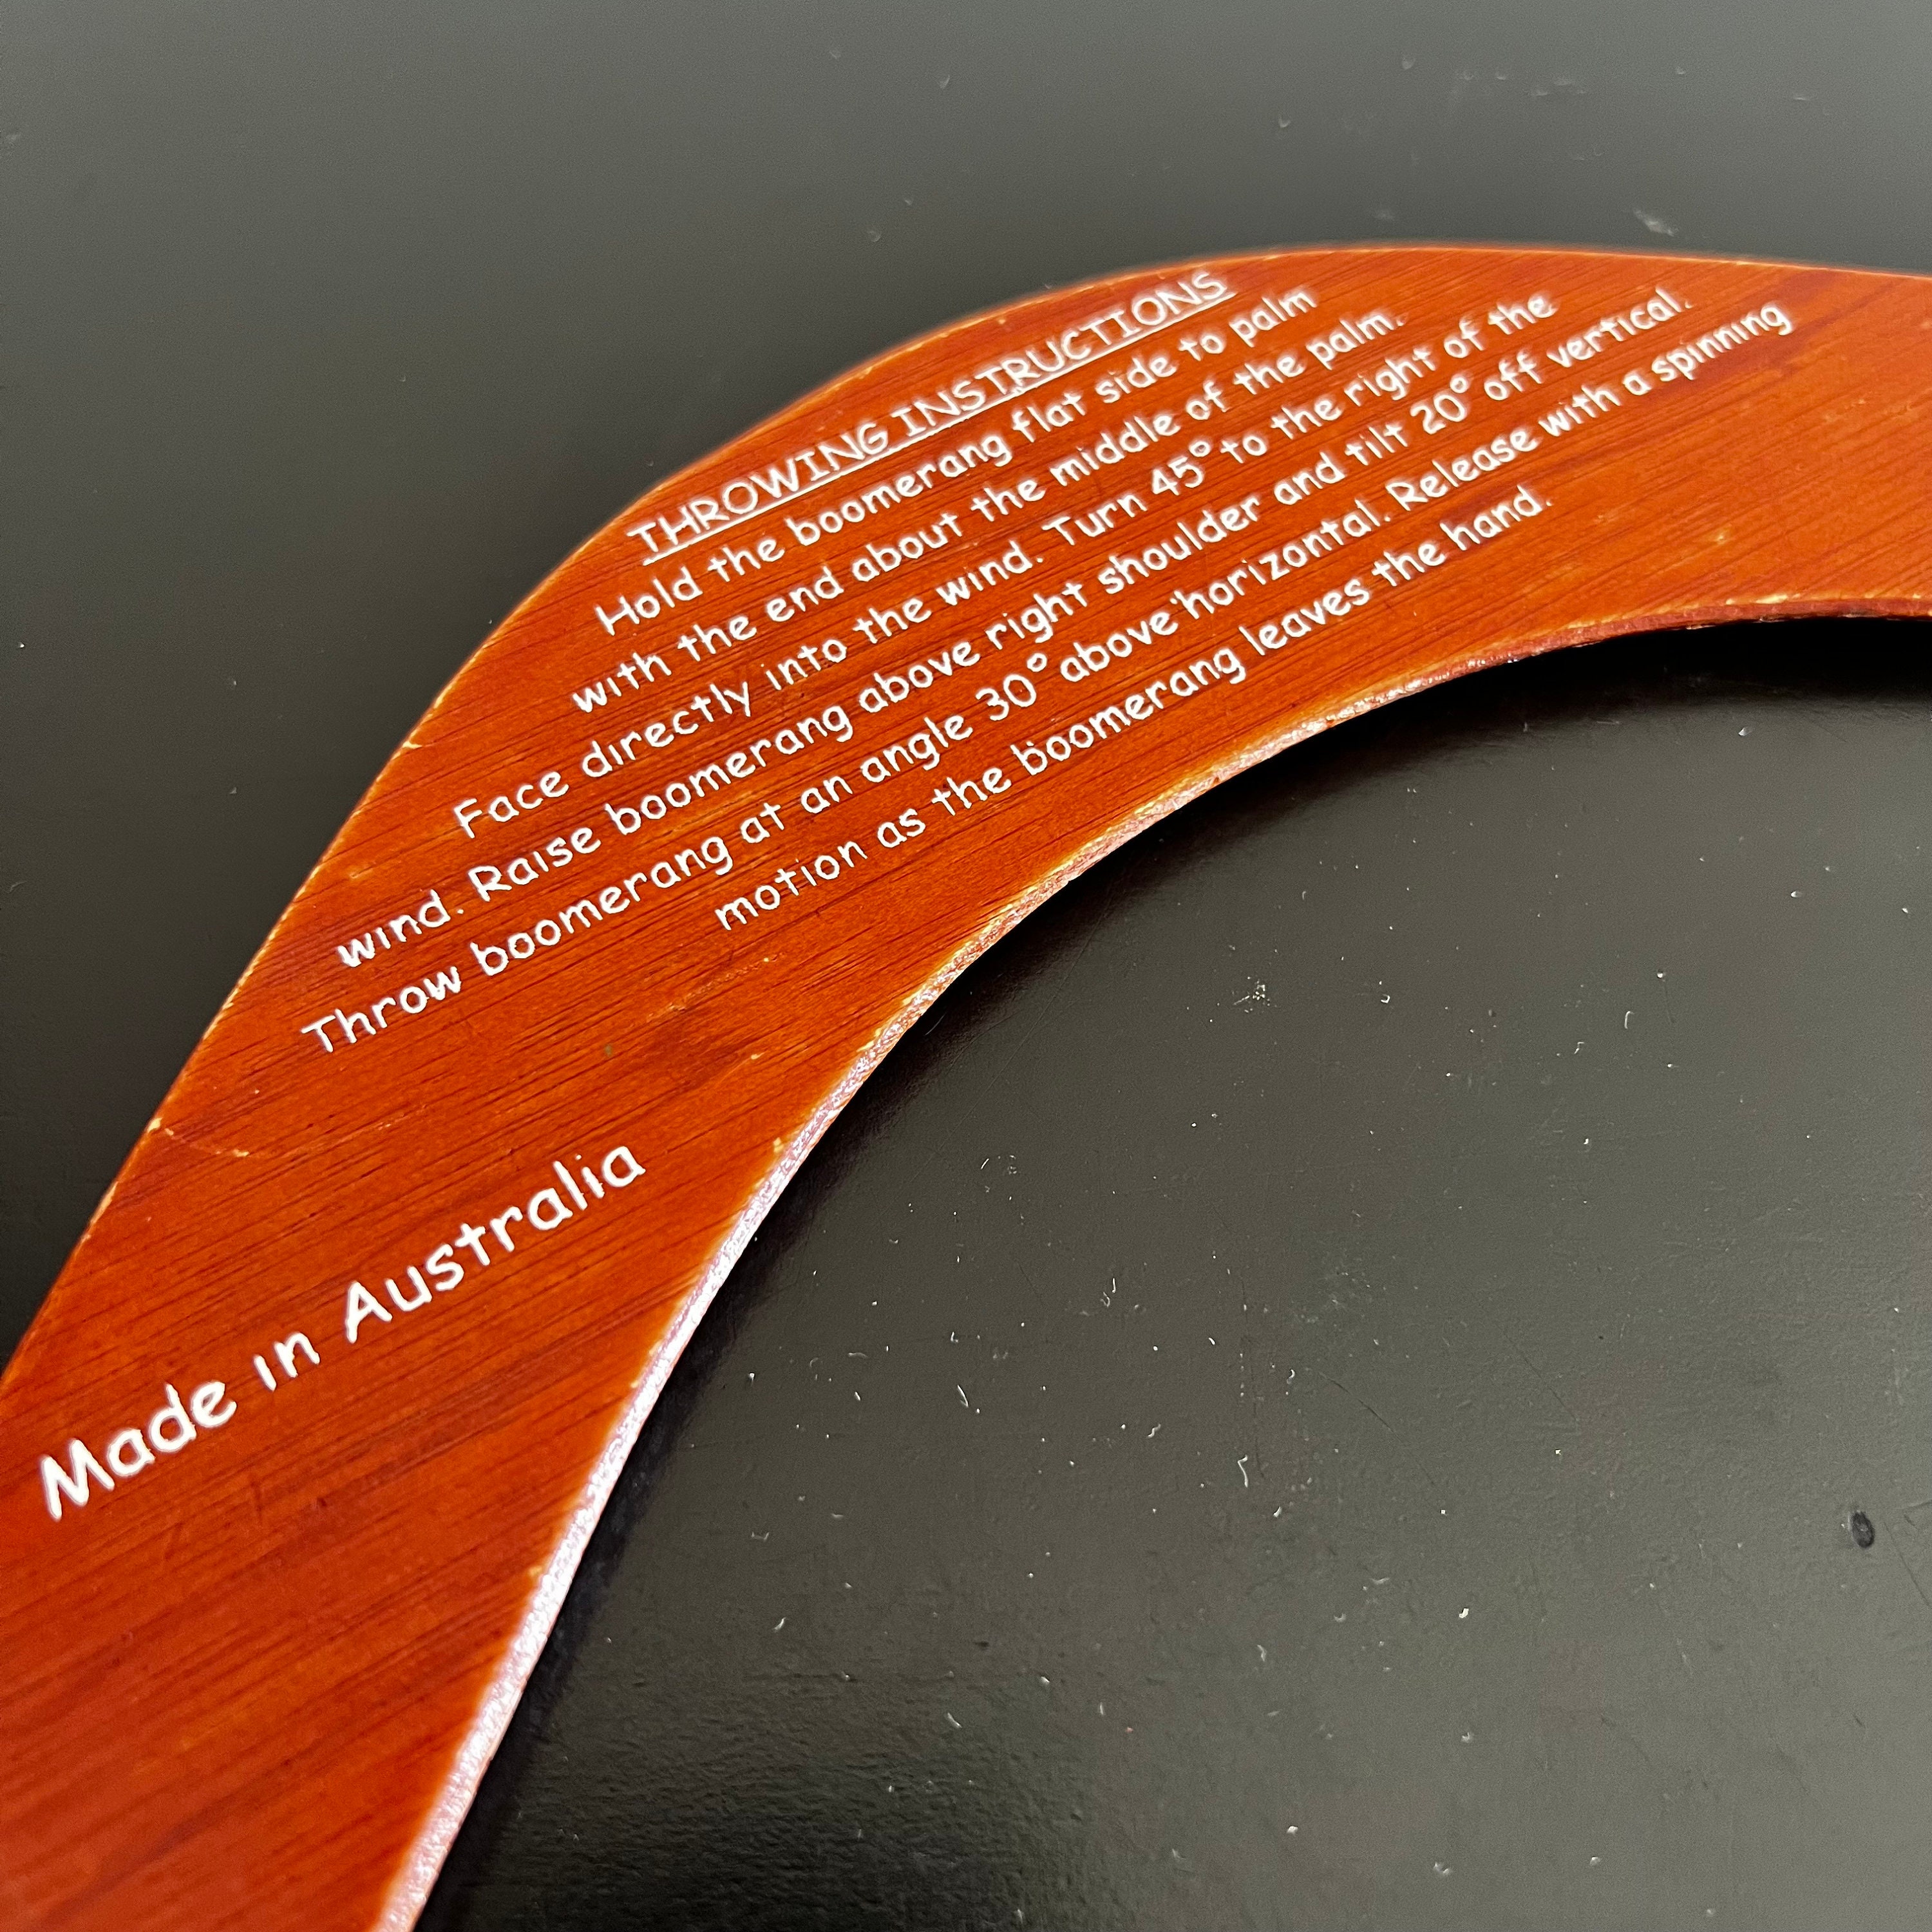 THROWING INSTRUCTIONS
Hold the boomerang flat side to palm
with the end about the middle of the palm.
Face directly into the wind. Turn 45° to the right of the
wind. Raise boomerang above right shoulder and tilt 20° off vertical.
Throw boomerang at an angle 30° above horizontal. Release with a spinning
motion as the boomerang leaves the hand.
Made in Australia